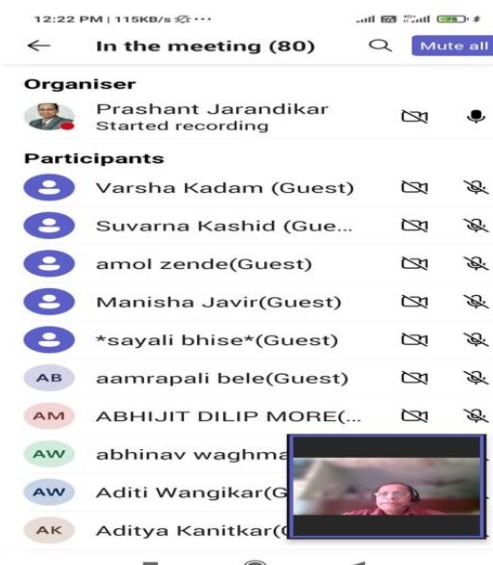 12:22 PM | 115KB/s
In the meeting (80)
Mute all
Organiser
Prashant Jarandikar
Started recording
Participants
Varsha Kadam (Guest)
Suvarna Kashid (Gue...
amol zende(Guest)
Manisha Javir(Guest)
*sayali bhise*(Guest)
AB aamrapali bele(Guest)
AM ABHIJIT DILIP MORE(...
AW abhinav waghma
AW Aditi Wangikar(G
AK Aditya Kanitkar(